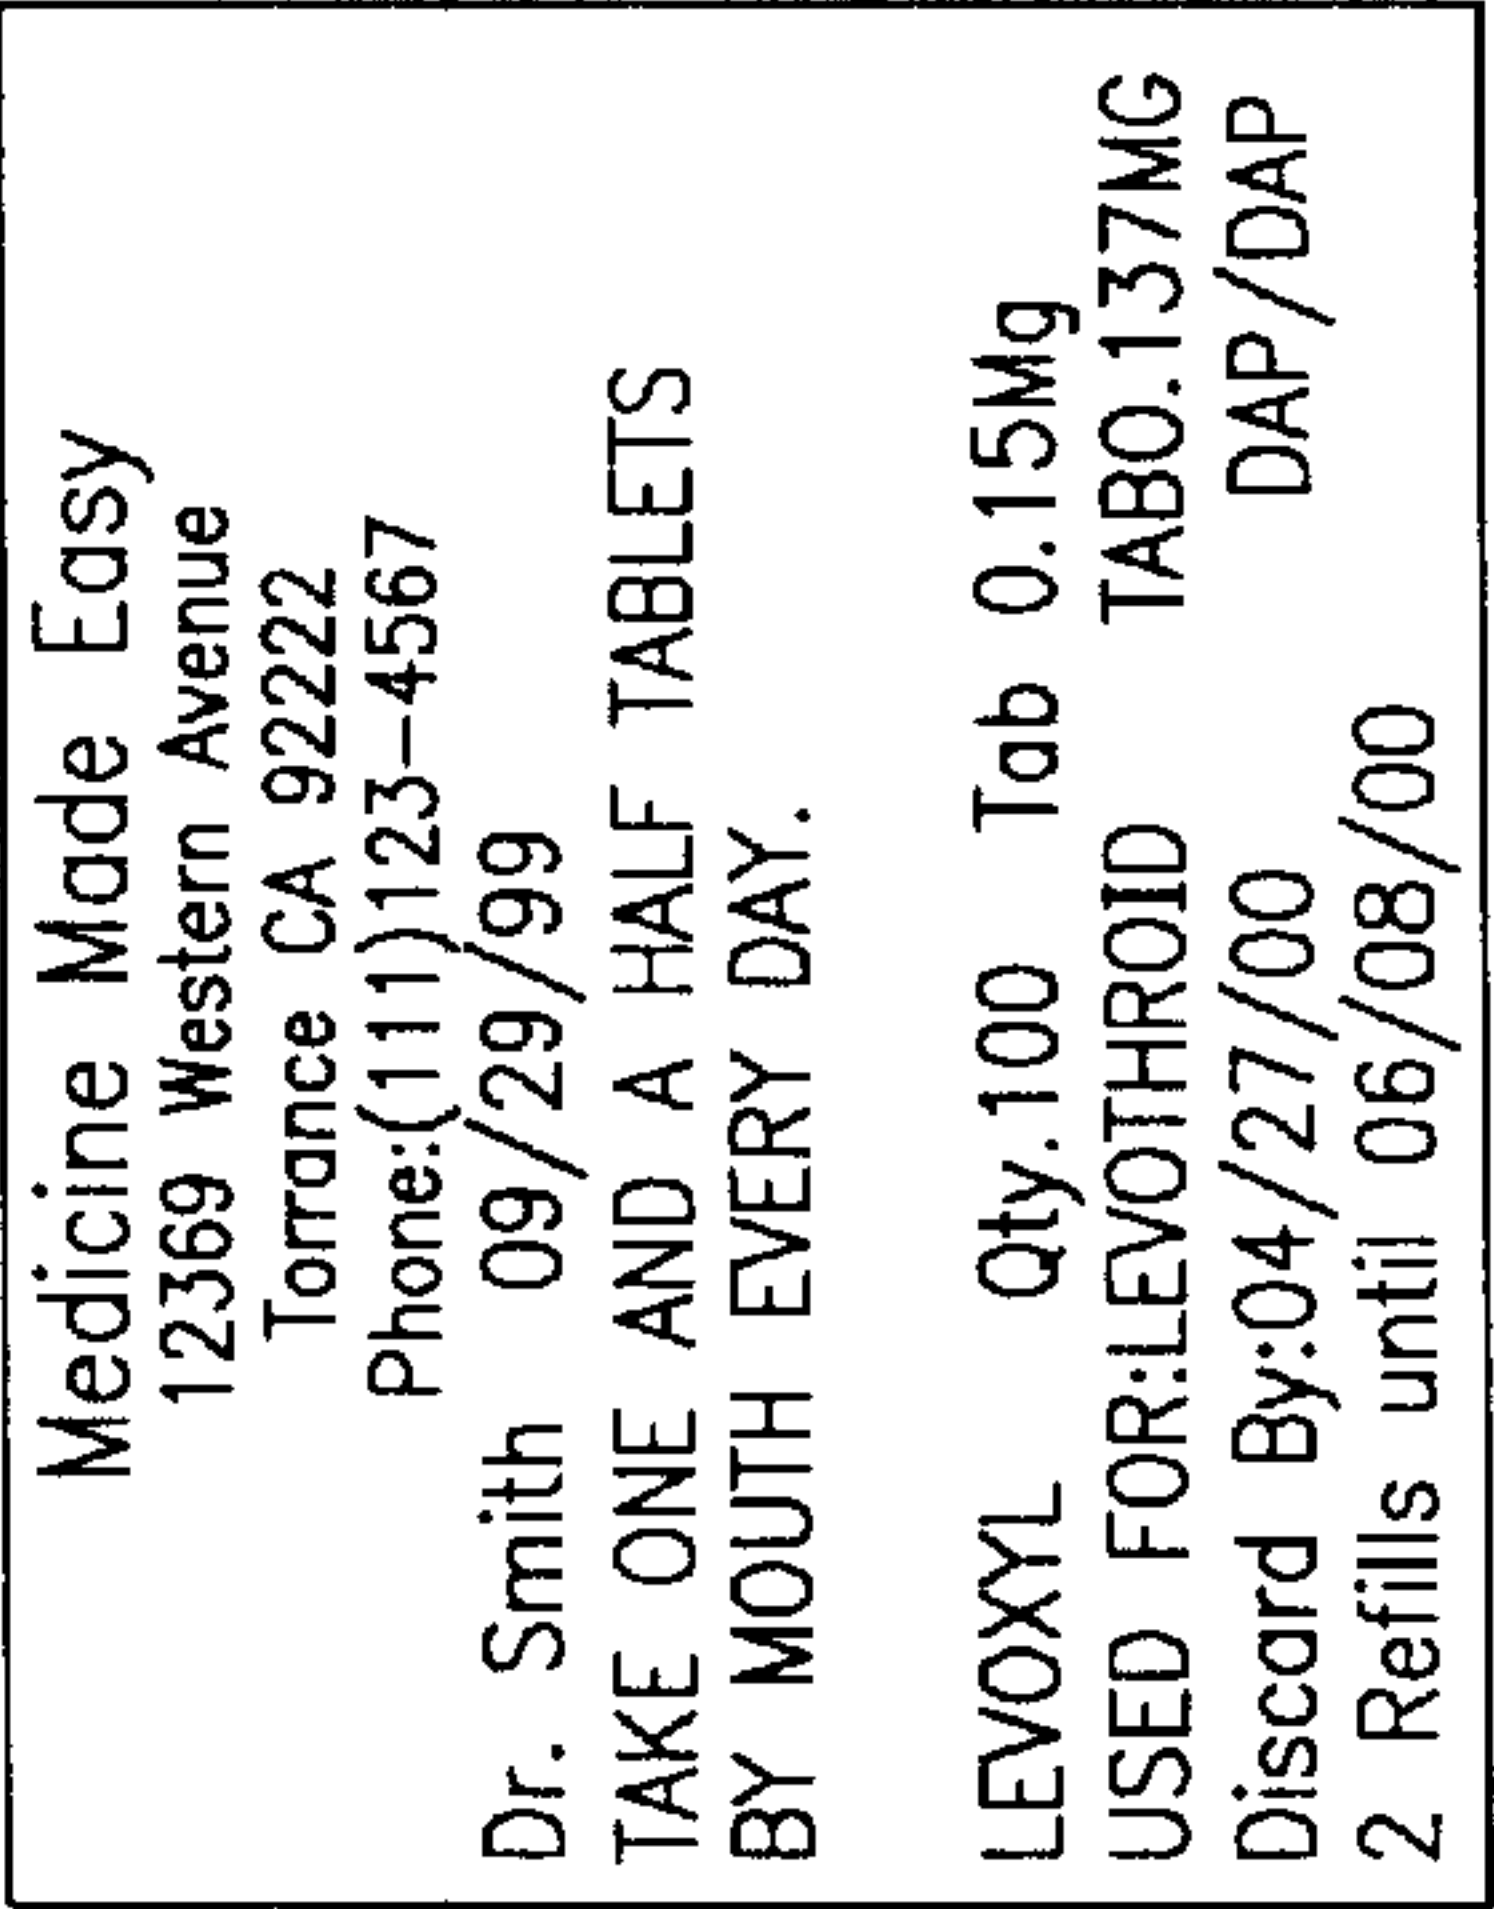 Medicine Made Easy
12369 Western Avenue
Torrance CA 92222
Phone:(111)123-4567
Dr. Smith 09/29/99
TAKE ONE AND A HALF TABLETS
BY MOUTH EVERY DAY.
LEVOXYL Qty.100 Tab 0.15Mg
USED FOR:LEVOTHROID TAB0.137MG
Discard By:04/27/00 DAP/DAP
2 Refills until 06/08/00